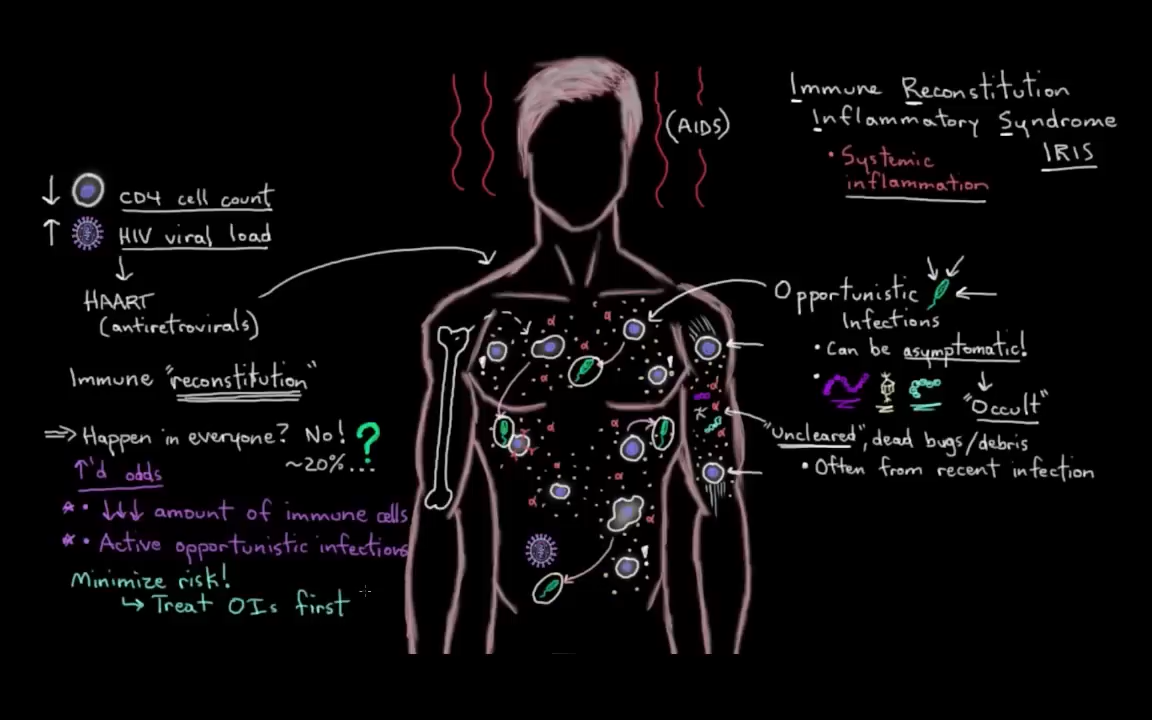 ↓ CD4 cell count
↑ HIV viral load
↓
HAART
(antiretrovirals)
Immune "reconstitution"
⇒ Happen in everyone? No! ?
~20%...
↑'d odds
* • ↓↓↓ amount of immune cells
* • Active opportunistic infections
Minimize risk!
↳ Treat OIs first
(AIDS)
Immune Reconstitution
Inflammatory Syndrome
IRIS
• Systemic
inflammation
Opportunistic
Infections
• Can be asymptomatic!
"Occult"
"Uncleared", dead bugs/debris
• Often from recent infection